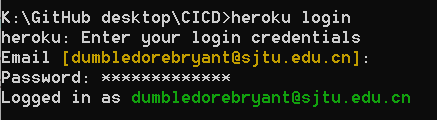 K:\GitHub desktop\CICD>heroku login
heroku: Enter your login credentials
Email [dumbledorebryant@sjtu.edu.cn]:
Password: *************
Logged in as dumbledorebryant@sjtu.edu.cn